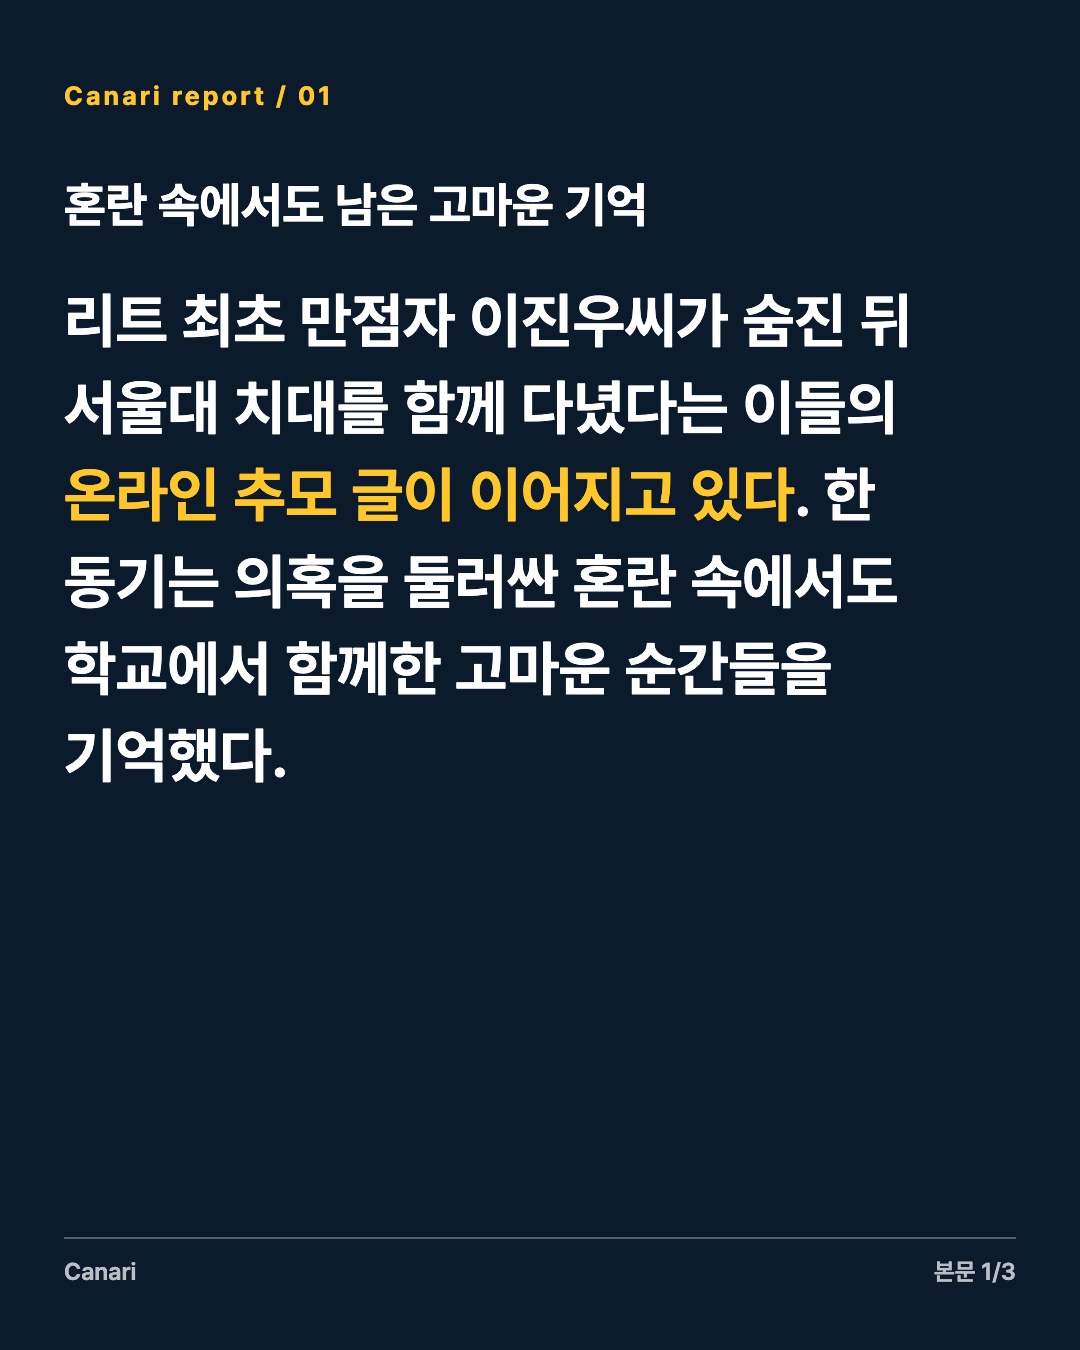 Canari report / 01
혼란 속에서도 남은 고마운 기억
리트 최초 만점자 이진우씨가 숨진 뒤
서울대 치대를 함께 다녔다는 이들의
온라인 추모 글이 이어지고 있다. 한
동기는 의혹을 둘러싼 혼란 속에서도
학교에서 함께한 고마운 순간들을
기억했다.
Canari
본문 1/3